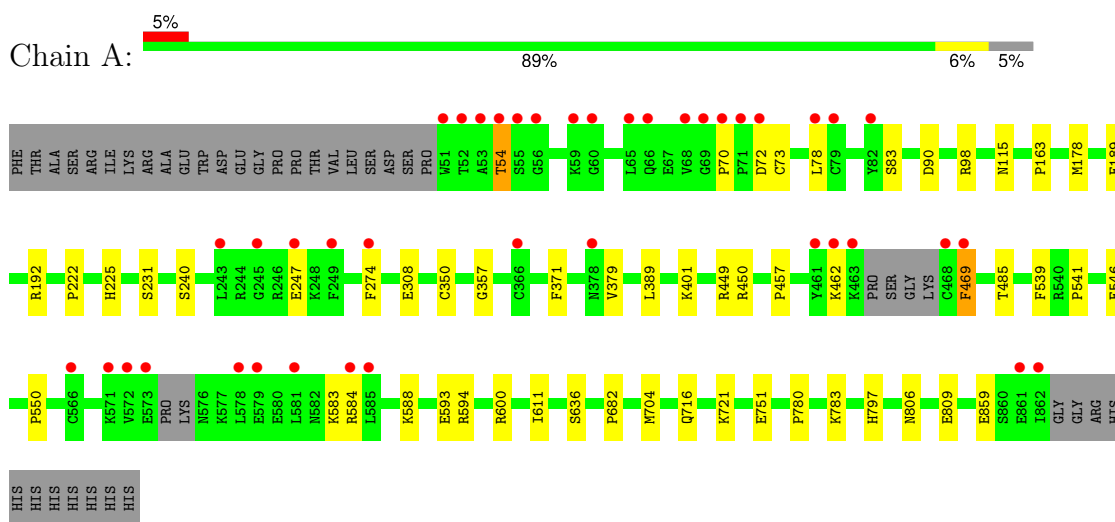 5%
Chain A:
89% 6% 5%
PHE THR ALA SER ARG ILE LYS ARG ALA GLU TRP ASP GLU GLY PRO PRO THR VAL LEU SER ASP SER PRO W51 T52 A53 T54 S55 G56 K59 G60 L65 Q66 E67 V68 G69 P70 P71 D72 C73 L78 C79 Y82 S83 D90 R98 N115 P163 M178
R192 P222 H225 S231 S240 L243 R244 G245 R246 E247 K248 F249 F274 E308 C350 G357 C366 F371 N378 V379 L389 K401 R449 R450 P457 Y461 K462 K463 PRO SER GLY LYS C468 F469 T485 F539 R540 P541
P550 C566 K571 V572 E573 PRO LYS N576 K577 L578 E579 E580 L581 N582 K583 R584 L585 K588 E593 R594 R600 I611 S636 P682 M704 Q716 K721 E751 P780 K783 H797 N806 E809 E859 S860 E861 I862 GLY GLY ARG HIS
HIS HIS HIS HIS HIS HIS HIS